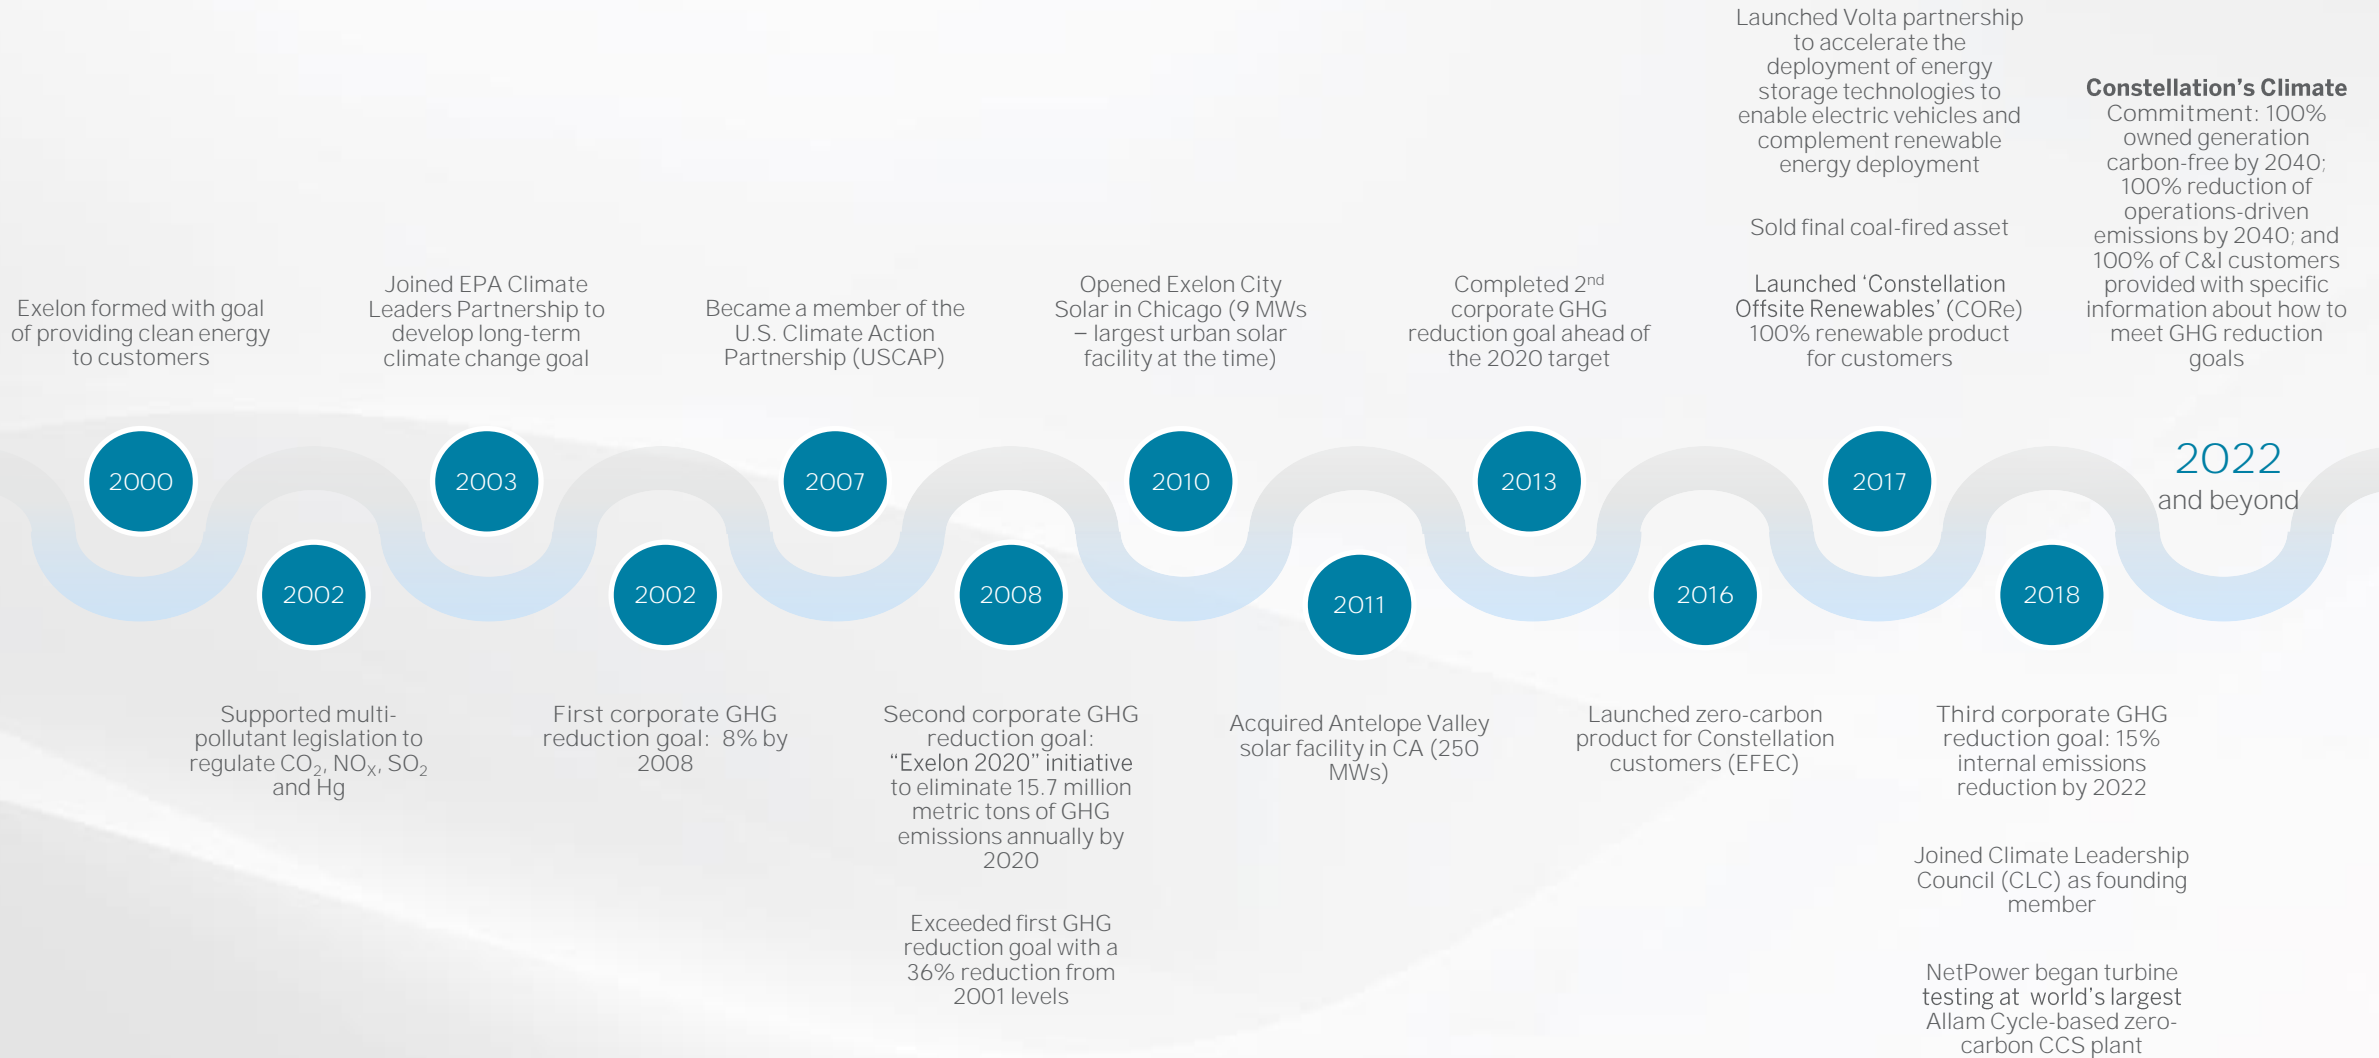 Exelon formed with goal
of providing clean energy
to customers
2000
2002
Supported multi-
pollutant legislation to
regulate CO₂, NOₓ, SO₂
and Hg
Joined EPA Climate
Leaders Partnership to
develop long-term
climate change goal
2003
2002
First corporate GHG
reduction goal: 8% by
2008
Became a member of the
U.S. Climate Action
Partnership (USCAP)
2007
2008
Second corporate GHG
reduction goal:
“Exelon 2020” initiative
to eliminate 15.7 million
metric tons of GHG
emissions annually by
2020
Exceeded first GHG
reduction goal with a
36% reduction from
2001 levels
Opened Exelon City
Solar in Chicago (9 MWs
– largest urban solar
facility at the time)
2010
2011
Acquired Antelope Valley
solar facility in CA (250
MWs)
Completed 2nd
corporate GHG
reduction goal ahead of
the 2020 target
2013
2016
Launched zero-carbon
product for Constellation
customers (EFEC)
Launched Volta partnership
to accelerate the
deployment of energy
storage technologies to
enable electric vehicles and
complement renewable
energy deployment
Sold final coal-fired asset
Launched ‘Constellation
Offsite Renewables’ (CORe)
100% renewable product
for customers
2017
2018
Third corporate GHG
reduction goal: 15%
internal emissions
reduction by 2022
Joined Climate Leadership
Council (CLC) as founding
member
NetPower began turbine
testing at world’s largest
Allam Cycle-based zero-
carbon CCS plant
Constellation’s Climate
Commitment: 100%
owned generation
carbon-free by 2040;
100% reduction of
operations-driven
emissions by 2040; and
100% of C&I customers
provided with specific
information about how to
meet GHG reduction
goals
2022
and beyond